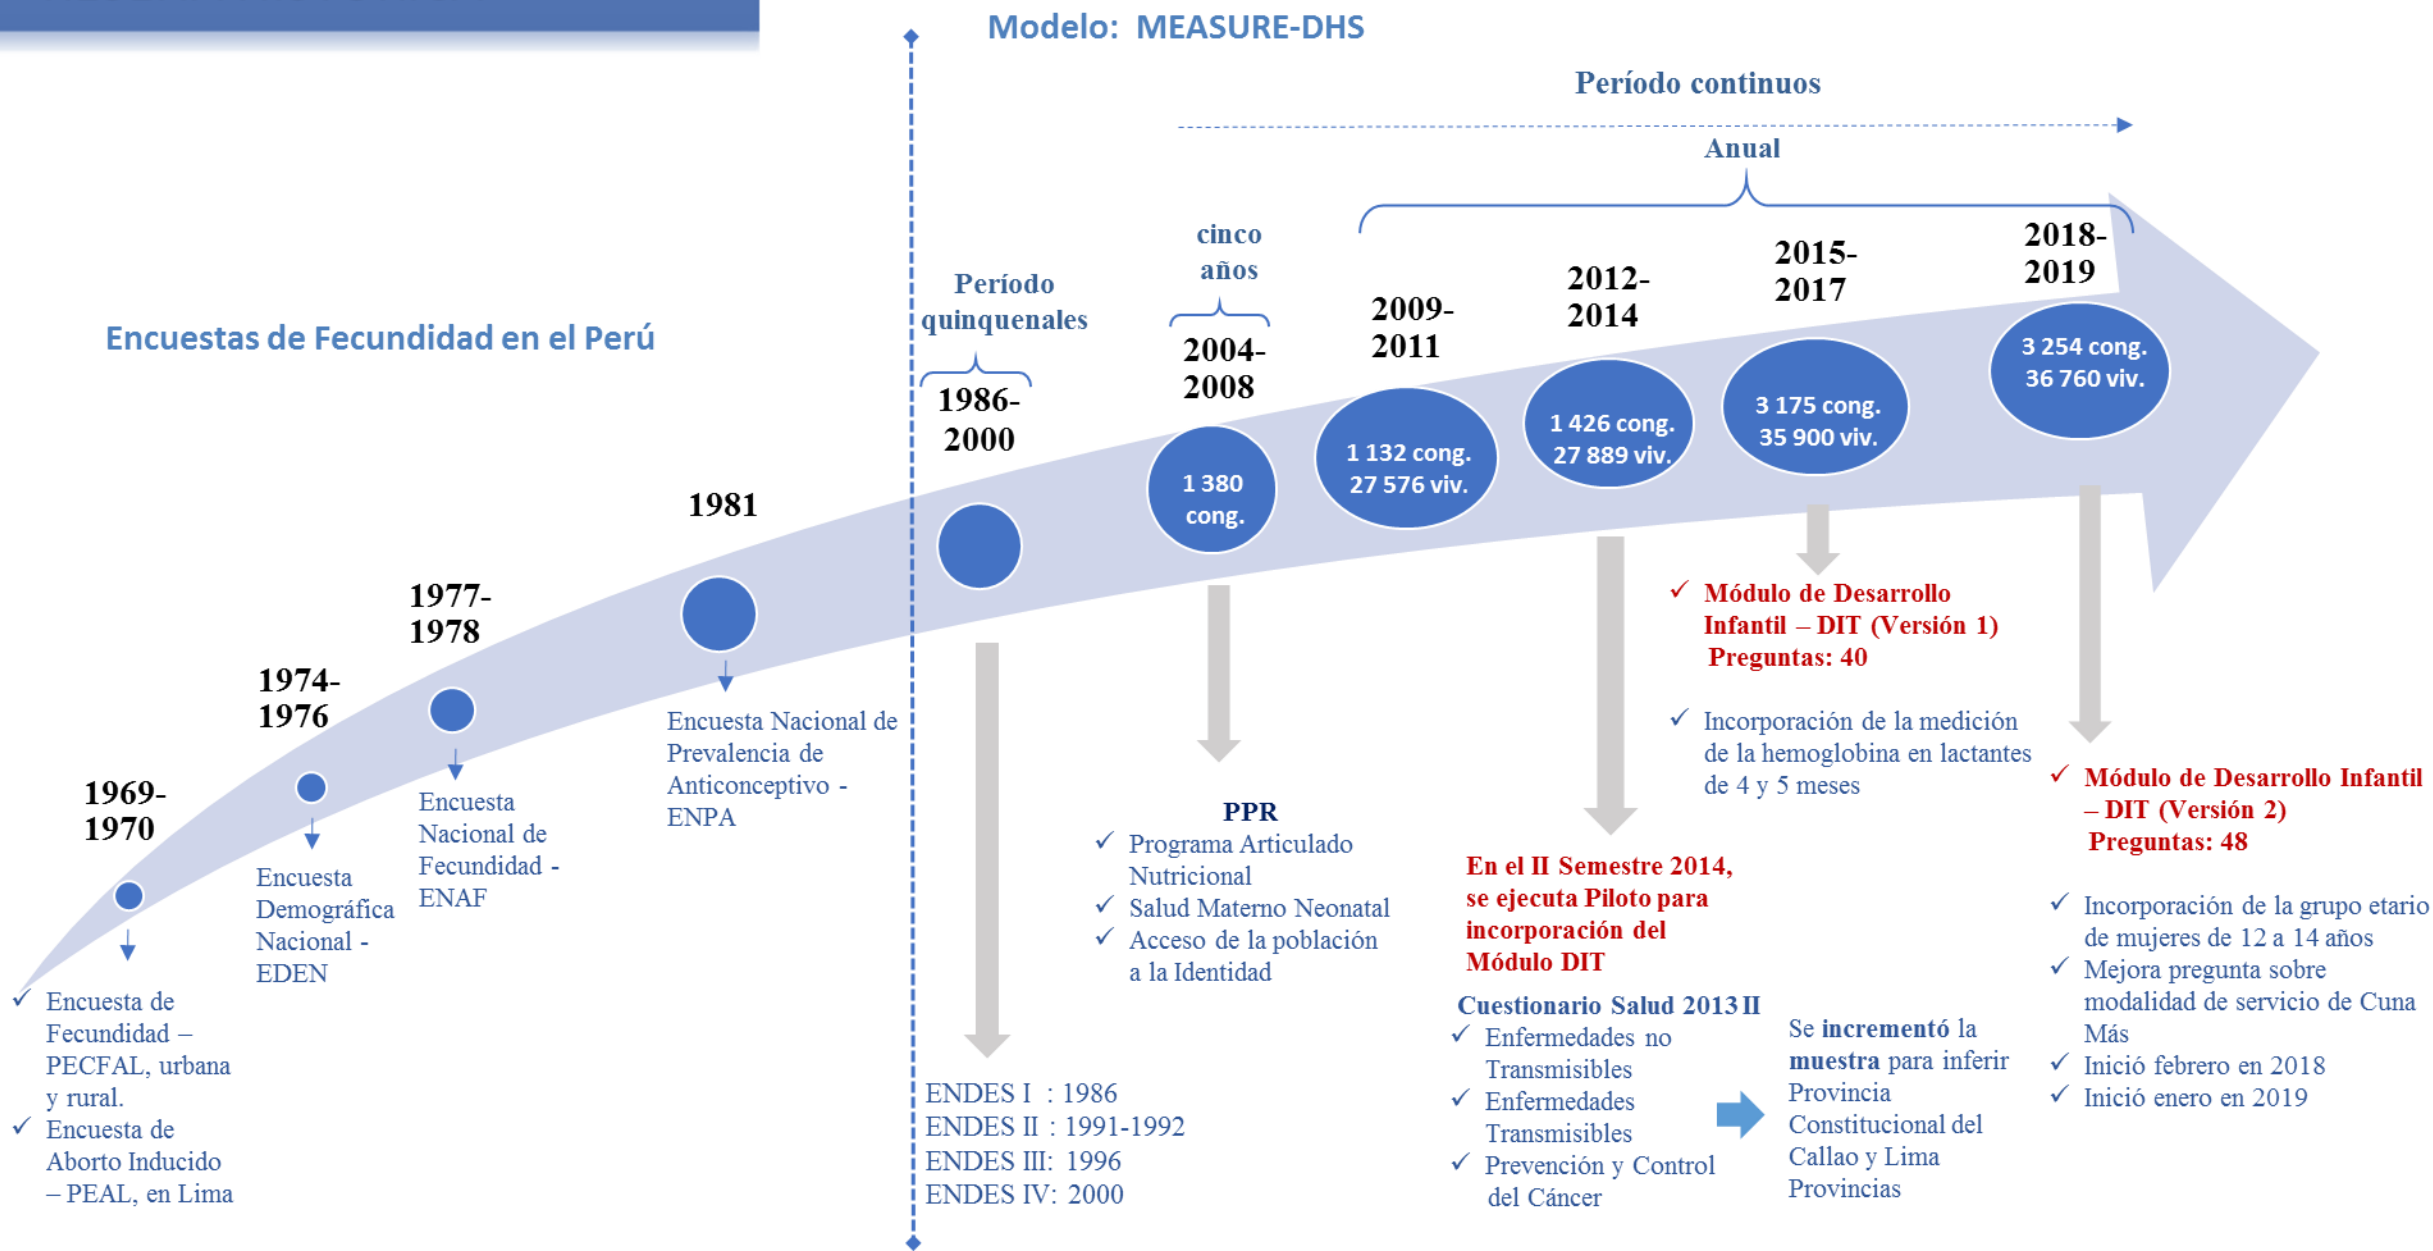 Modelo: MEASURE-DHS
Período continuos
Anual
Encuestas de Fecundidad en el Perú
1969-
1970
Encuesta de
Fecundidad –
PECFAL, urbana
y rural.
Encuesta de
Aborto Inducido
– PEAL, en Lima
1974-
1976
Encuesta
Demográfica
Nacional -
EDEN
1977-
1978
Encuesta
Nacional de
Fecundidad -
ENAF
1981
Encuesta Nacional de
Prevalencia de
Anticonceptivo -
ENPA
Período
quinquenales
1986-
2000
ENDES I : 1986
ENDES II : 1991-1992
ENDES III: 1996
ENDES IV: 2000
cinco
años
2004-
2008
1 380
cong.
PPR
Programa Articulado
Nutricional
Salud Materno Neonatal
Acceso de la población
a la Identidad
2009-
2011
1 132 cong.
27 576 viv.
2012-
2014
1 426 cong.
27 889 viv.
En el II Semestre 2014,
se ejecuta Piloto para
incorporación del
Módulo DIT
Cuestionario Salud 2013 II
Enfermedades no
Transmisibles
Enfermedades
Transmisibles
Prevención y Control
del Cáncer
Se incrementó la
muestra para inferir
Provincia
Constitucional del
Callao y Lima
Provincias
2015-
2017
3 175 cong.
35 900 viv.
Módulo de Desarrollo
Infantil – DIT (Versión 1)
Preguntas: 40
Incorporación de la medición
de la hemoglobina en lactantes
de 4 y 5 meses
2018-
2019
3 254 cong.
36 760 viv.
Módulo de Desarrollo Infantil
– DIT (Versión 2)
Preguntas: 48
Incorporación de la grupo etario
de mujeres de 12 a 14 años
Mejora pregunta sobre
modalidad de servicio de Cuna
Más
Inició febrero en 2018
Inició enero en 2019